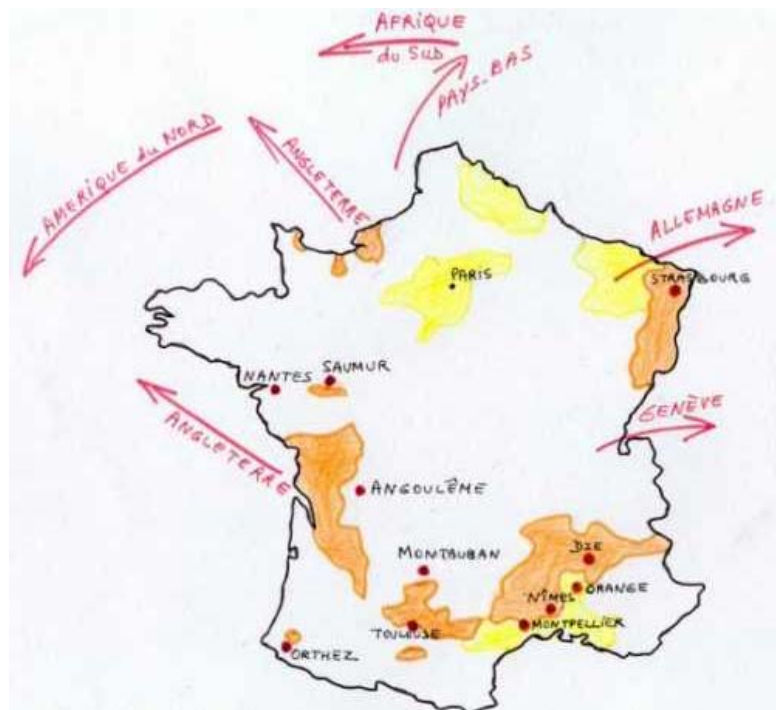 AFRIQUE
du SUD
PAYS-BAS
AMERIQUE du NORD
ANGLETERRE
ALLEMAGNE
PARIS
STRASBOURG
SAUMUR
NANTES
GENÈVE
ANGLETERRE
ANGOULÊME
MONTAUBAN
DIE
ORANGE
NÎMES
MONTPELLIER
TOULOUSE
ORTHEZ